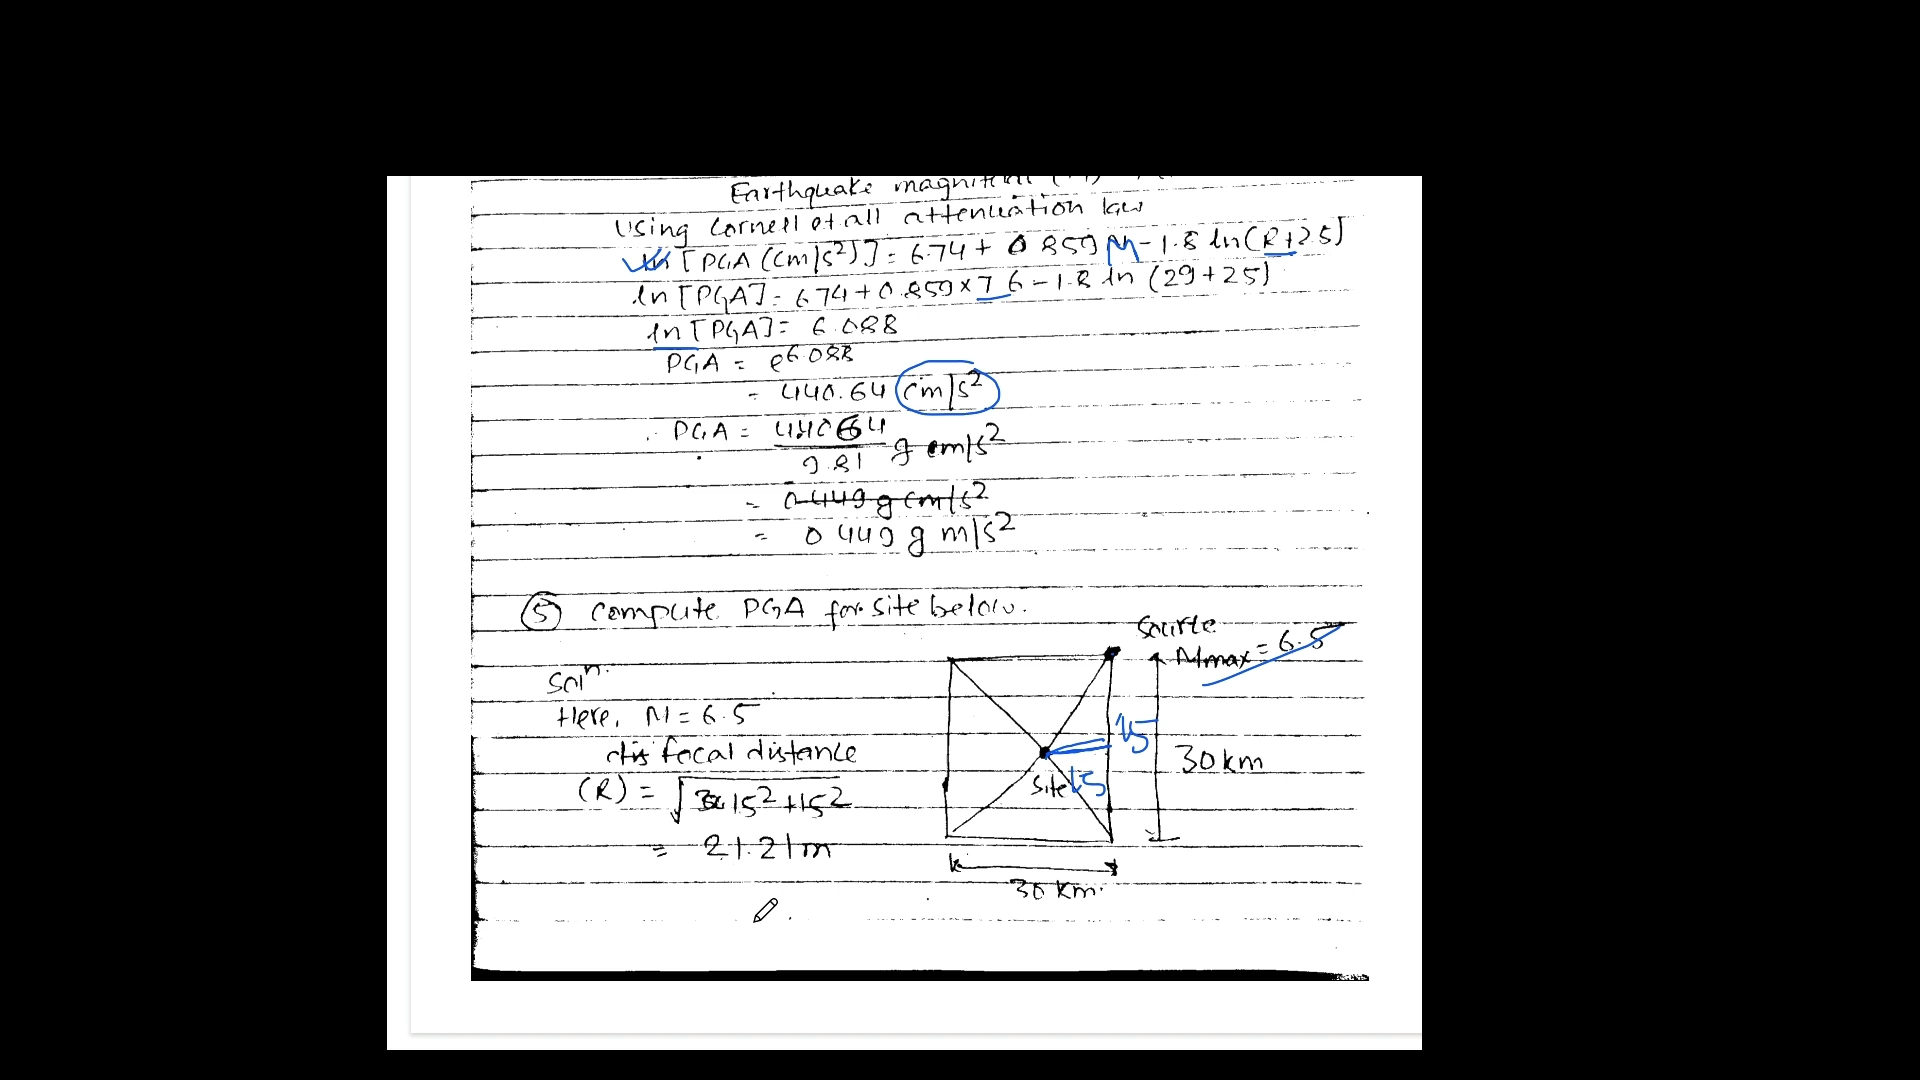 Earthquake
Using Cornell et all attenuation law
ln [PGA (cm/s²)] = 6.74 + 0.859 M - 1.8 ln (R+25)
ln [PGA] = 6.74 + 0.859 × 7.6 - 1.8 ln (29+25)
ln [PGA] = 6.088
PGA = e^6.088
= 440.64 cm/s²
∴ PGA = 440.64/9.81 g cm/s²
= 0.449 g cm/s²
= 0.449 g m/s²
⑤ Compute PGA for site below.
Source
Mmax = 6.5
Solⁿ.
Here, M = 6.5
focal distance
(R) = √15²+15²
= 21.21m
15
15
Site
30 km
30 km.